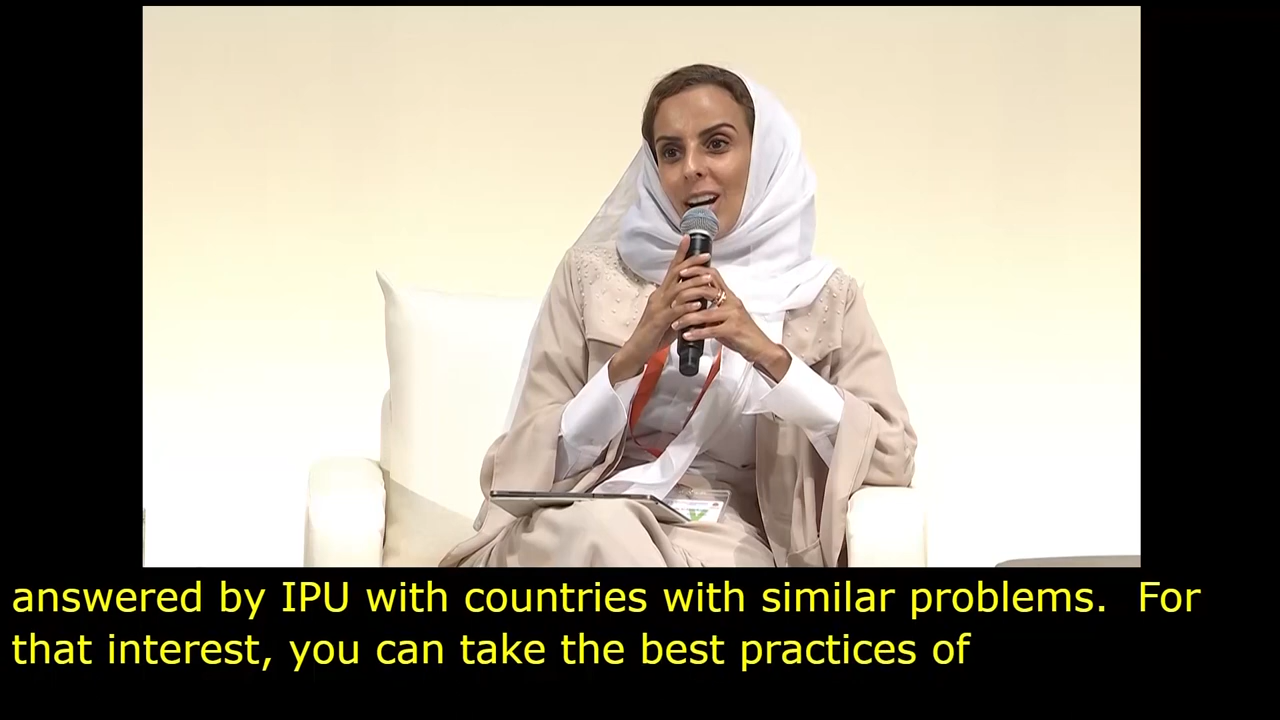 answered by IPU with countries with similar problems.  For
that interest, you can take the best practices of